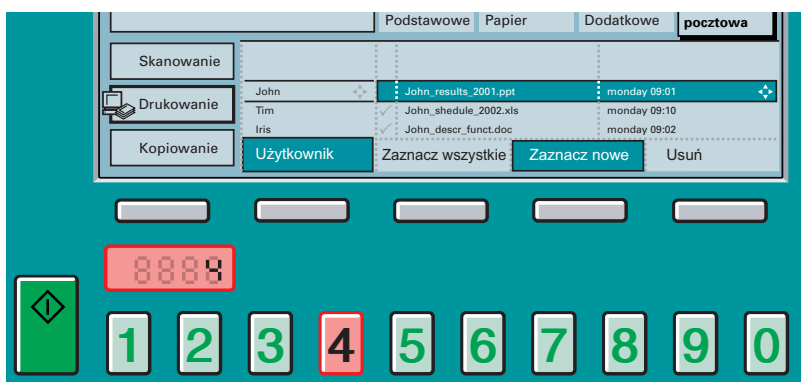 Podstawowe Papier Dodatkowe pocztowa
Skanowanie
John John_results_2001.ppt monday 09:01
Drukowanie
Tim John_shedule_2002.xls monday 09:10
Iris John_descr_funct.doc monday 09:02
Kopiowanie Użytkownik Zaznacz wszystkie Zaznacz nowe Usuń
8884
1 2 3 4 5 6 7 8 9 0